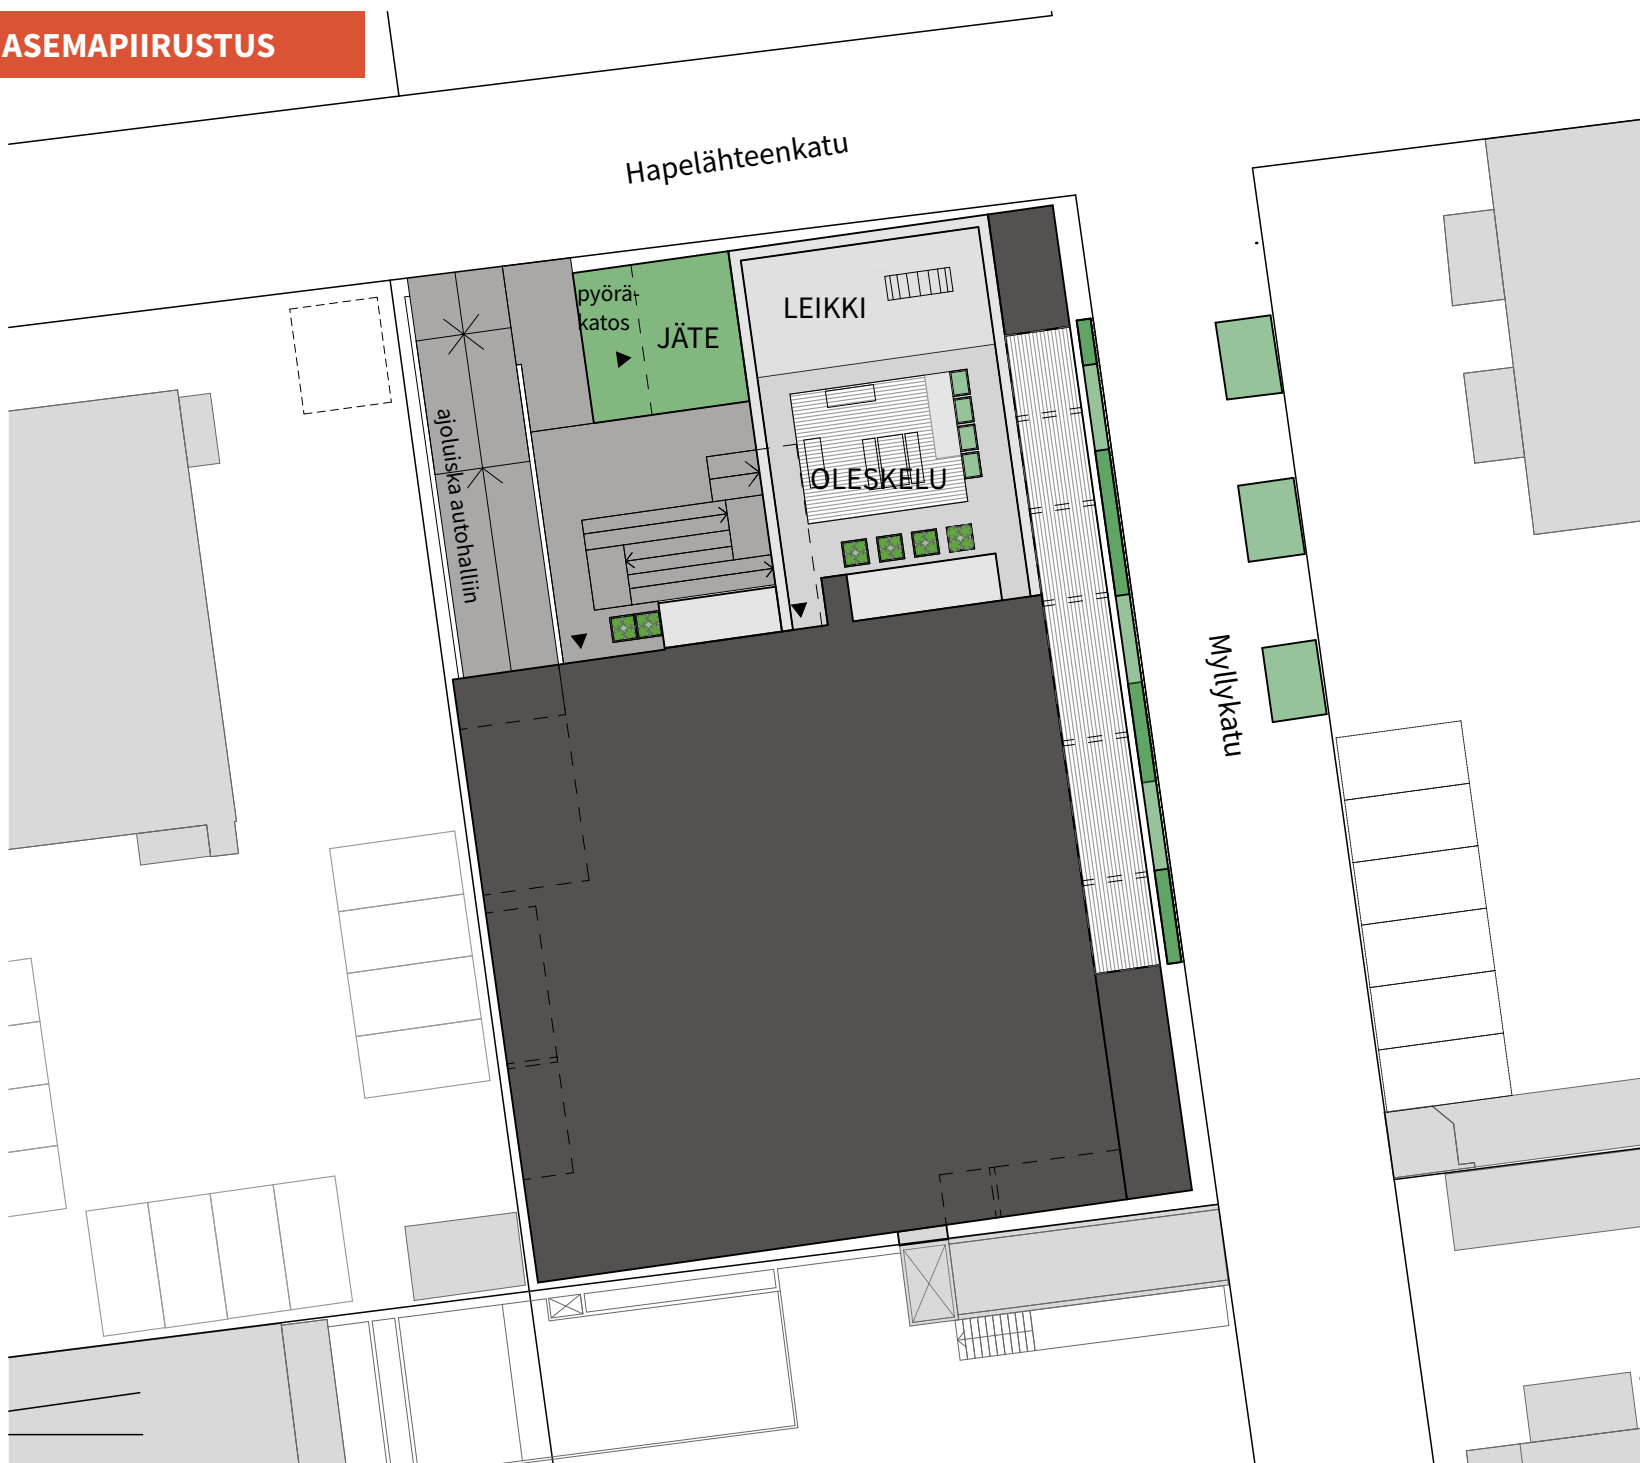 ASEMAPIIRUSTUS
Hapelähteenkatu
pyörä-
katos
JÄTE
LEIKKI
OLESKELU
ajoluiska autohalliin
Myllykatu